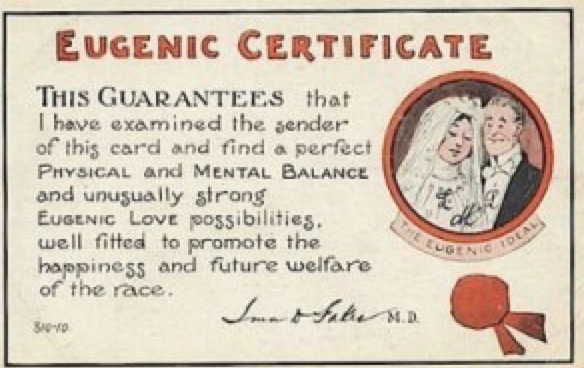 EUGENIC CERTIFICATE
THIS GUARANTEES that
I have examined the sender
of this card and find a perfect
PHYSICAL and MENTAL BALANCE
and unusually strong
EUGENIC LOVE possibilities,
well fitted to promote the
happiness and future welfare
of the race.
THE EUGENIC IDEAL
M.D.